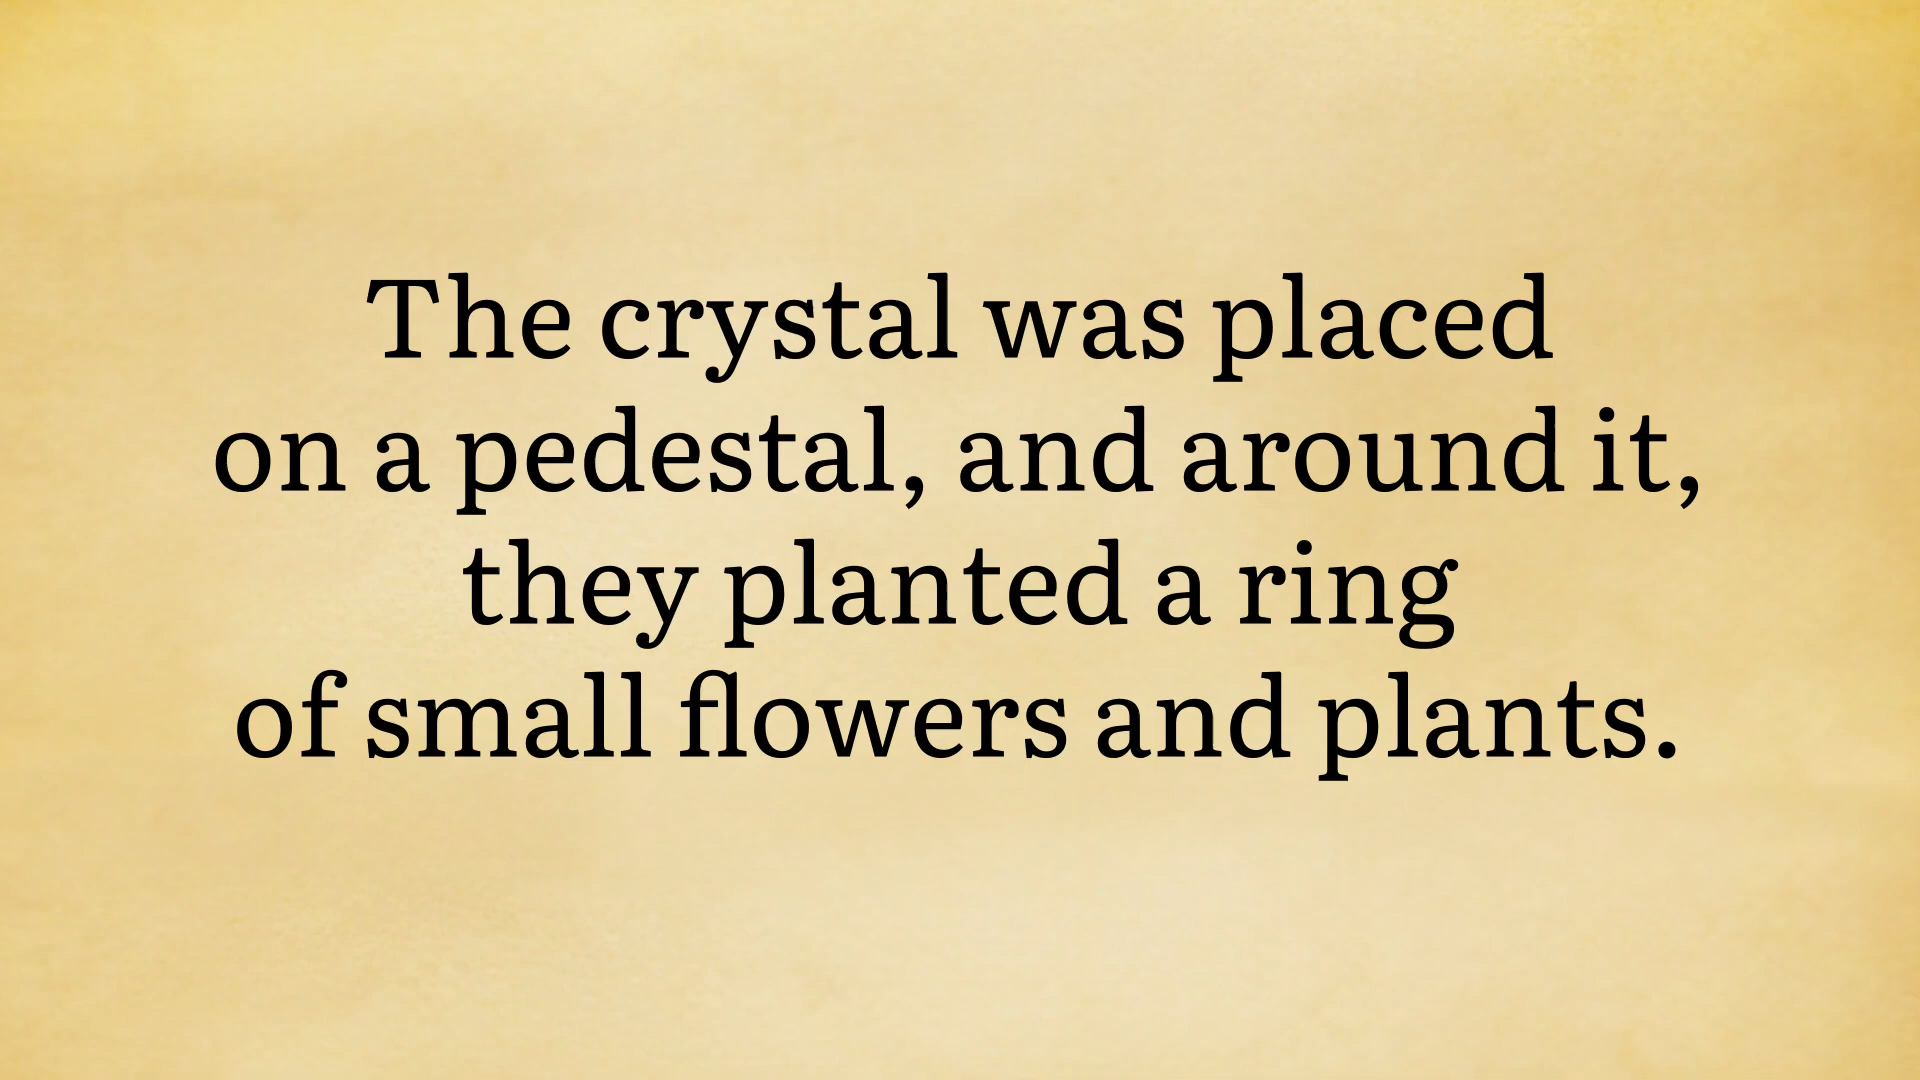 The crystal was placed
on a pedestal, and around it,
they planted a ring
of small flowers and plants.